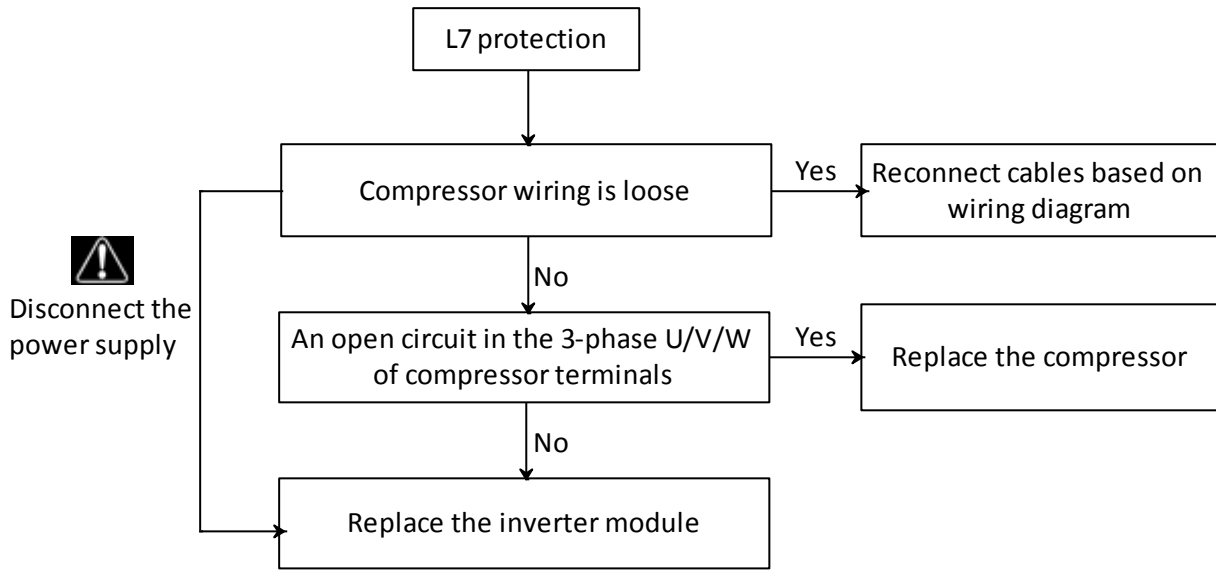 L7 protection
Compressor wiring is loose
Yes
Reconnect cables based on
wiring diagram
No
Disconnect the
power supply
An open circuit in the 3-phase U/V/W
of compressor terminals
Yes
Replace the compressor
No
Replace the inverter module